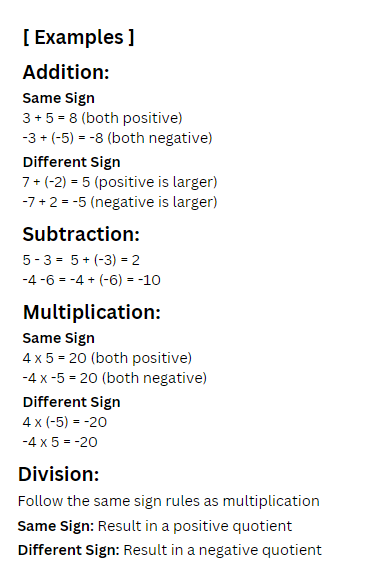 [ Examples ]
Addition:
Same Sign
3 + 5 = 8 (both positive)
-3 + (-5) = -8 (both negative)
Different Sign
7 + (-2) = 5 (positive is larger)
-7 + 2 = -5 (negative is larger)
Subtraction:
5 - 3 = 5 + (-3) = 2
-4 -6 = -4 + (-6) = -10
Multiplication:
Same Sign
4 x 5 = 20 (both positive)
-4 x -5 = 20 (both negative)
Different Sign
4 x (-5) = -20
-4 x 5 = -20
Division:
Follow the same sign rules as multiplication
Same Sign: Result in a positive quotient
Different Sign: Result in a negative quotient